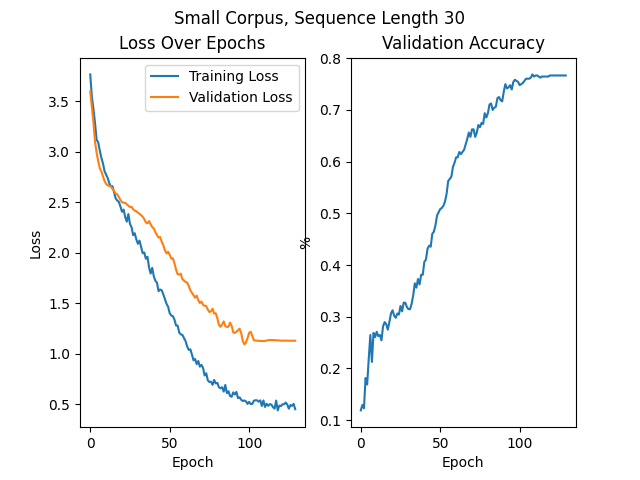 Small Corpus, Sequence Length 30
Loss Over Epochs
Training Loss
Validation Loss
3.5
3.0
2.5
2.0
1.5
1.0
0.5
Loss
0
50
100
Epoch
Validation Accuracy
0.8
0.7
0.6
0.5
0.4
0.3
0.2
0.1
%
0
50
100
Epoch